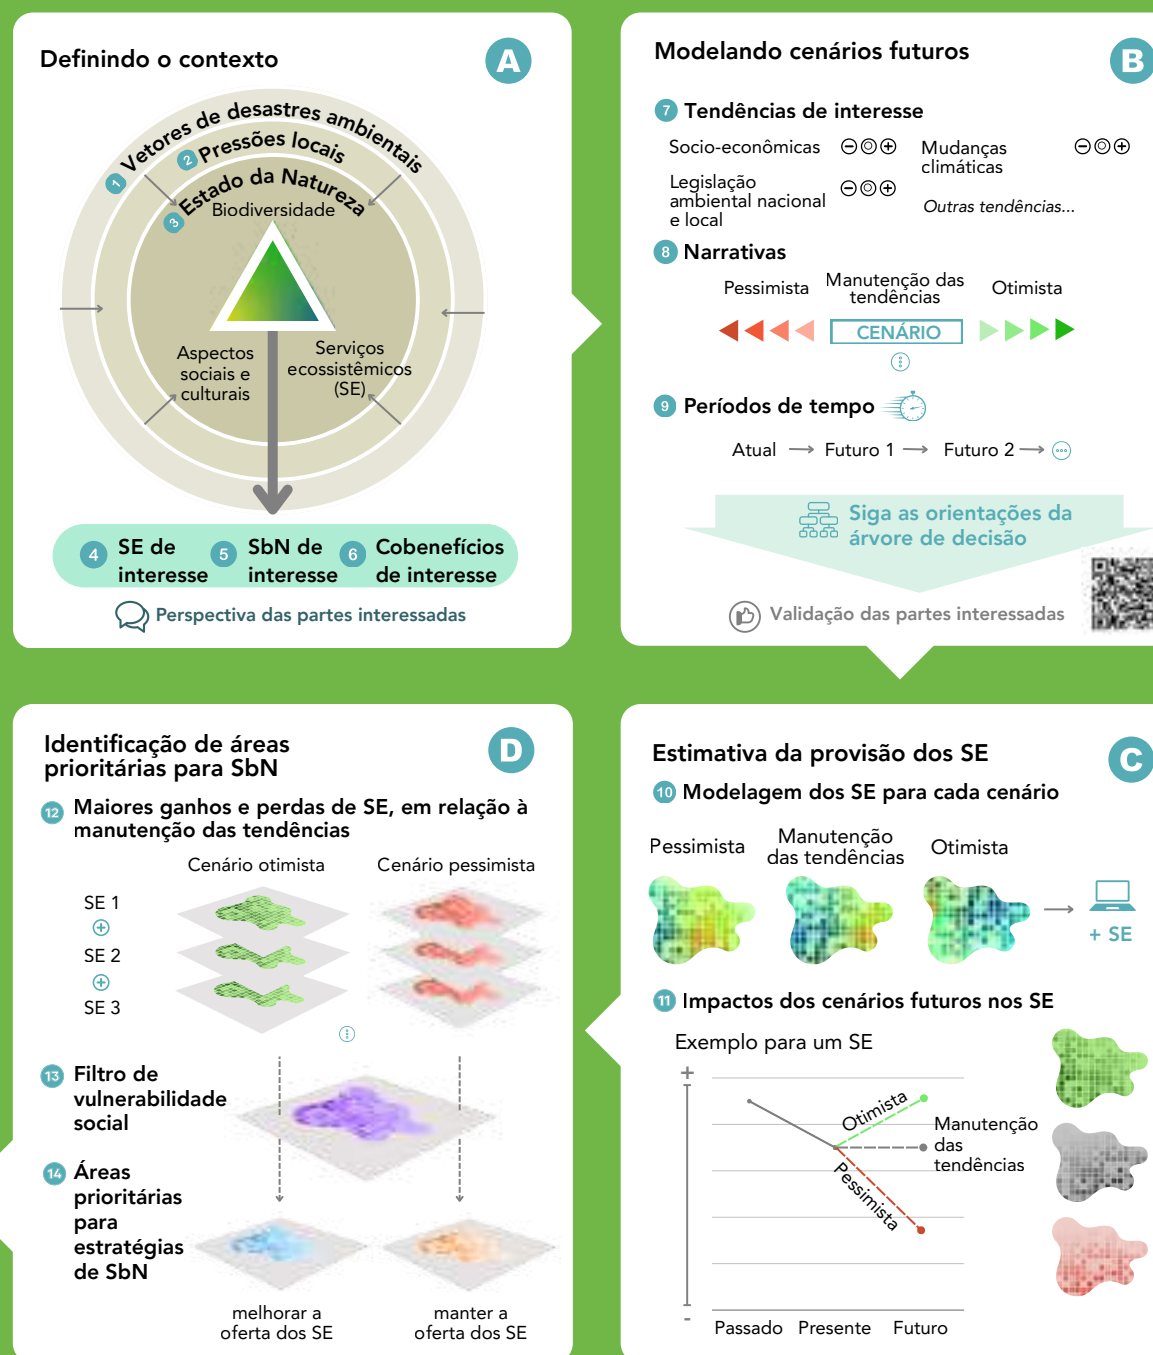 Definindo o contexto
A
Vetores de desastres ambientais
1
2
Pressões locais
Estado da Natureza
3
Biodiversidade
Aspectos
sociais e
culturais
Serviços
ecossistêmicos
(SE)
4 SE de
interesse
5 SbN de
interesse
6 Cobenefícios
de interesse
Perspectiva das partes interessadas
Modelando cenários futuros
B
7 Tendências de interesse
Socio-econômicas
Mudanças
climáticas
Legislação
ambiental nacional
e local
Outras tendências...
8 Narrativas
Pessimista
Manutenção das
tendências
Otimista
CENÁRIO
9 Períodos de tempo
Atual → Futuro 1 → Futuro 2 →
Siga as orientações da
árvore de decisão
Validação das partes interessadas
Estimativa da provisão dos SE
C
10 Modelagem dos SE para cada cenário
Pessimista
Manutenção
das tendências
Otimista
+ SE
11 Impactos dos cenários futuros nos SE
Exemplo para um SE
+
Otimista
Manutenção
das
tendências
Pessimista
-
Passado Presente Futuro
Identificação de áreas
prioritárias para SbN
D
12 Maiores ganhos e perdas de SE, em relação à
manutenção das tendências
Cenário otimista
Cenário pessimista
SE 1
SE 2
SE 3
13 Filtro de
vulnerabilidade
social
14 Áreas
prioritárias
para
estratégias
de SbN
melhorar a
oferta dos SE
manter a
oferta dos SE